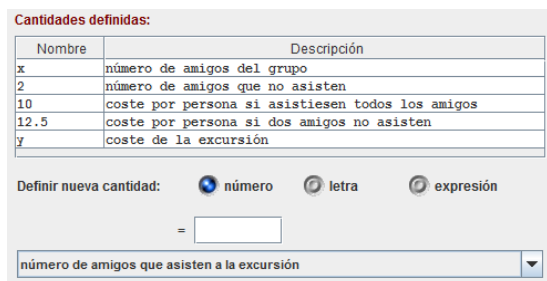 Cantidades definidas:
Nombre Descripción
x número de amigos del grupo
2 número de amigos que no asisten
10 coste por persona si asistiesen todos los amigos
12.5 coste por persona si dos amigos no asisten
y coste de la excursión
Definir nueva cantidad: número letra expresión
=
número de amigos que asisten a la excursión